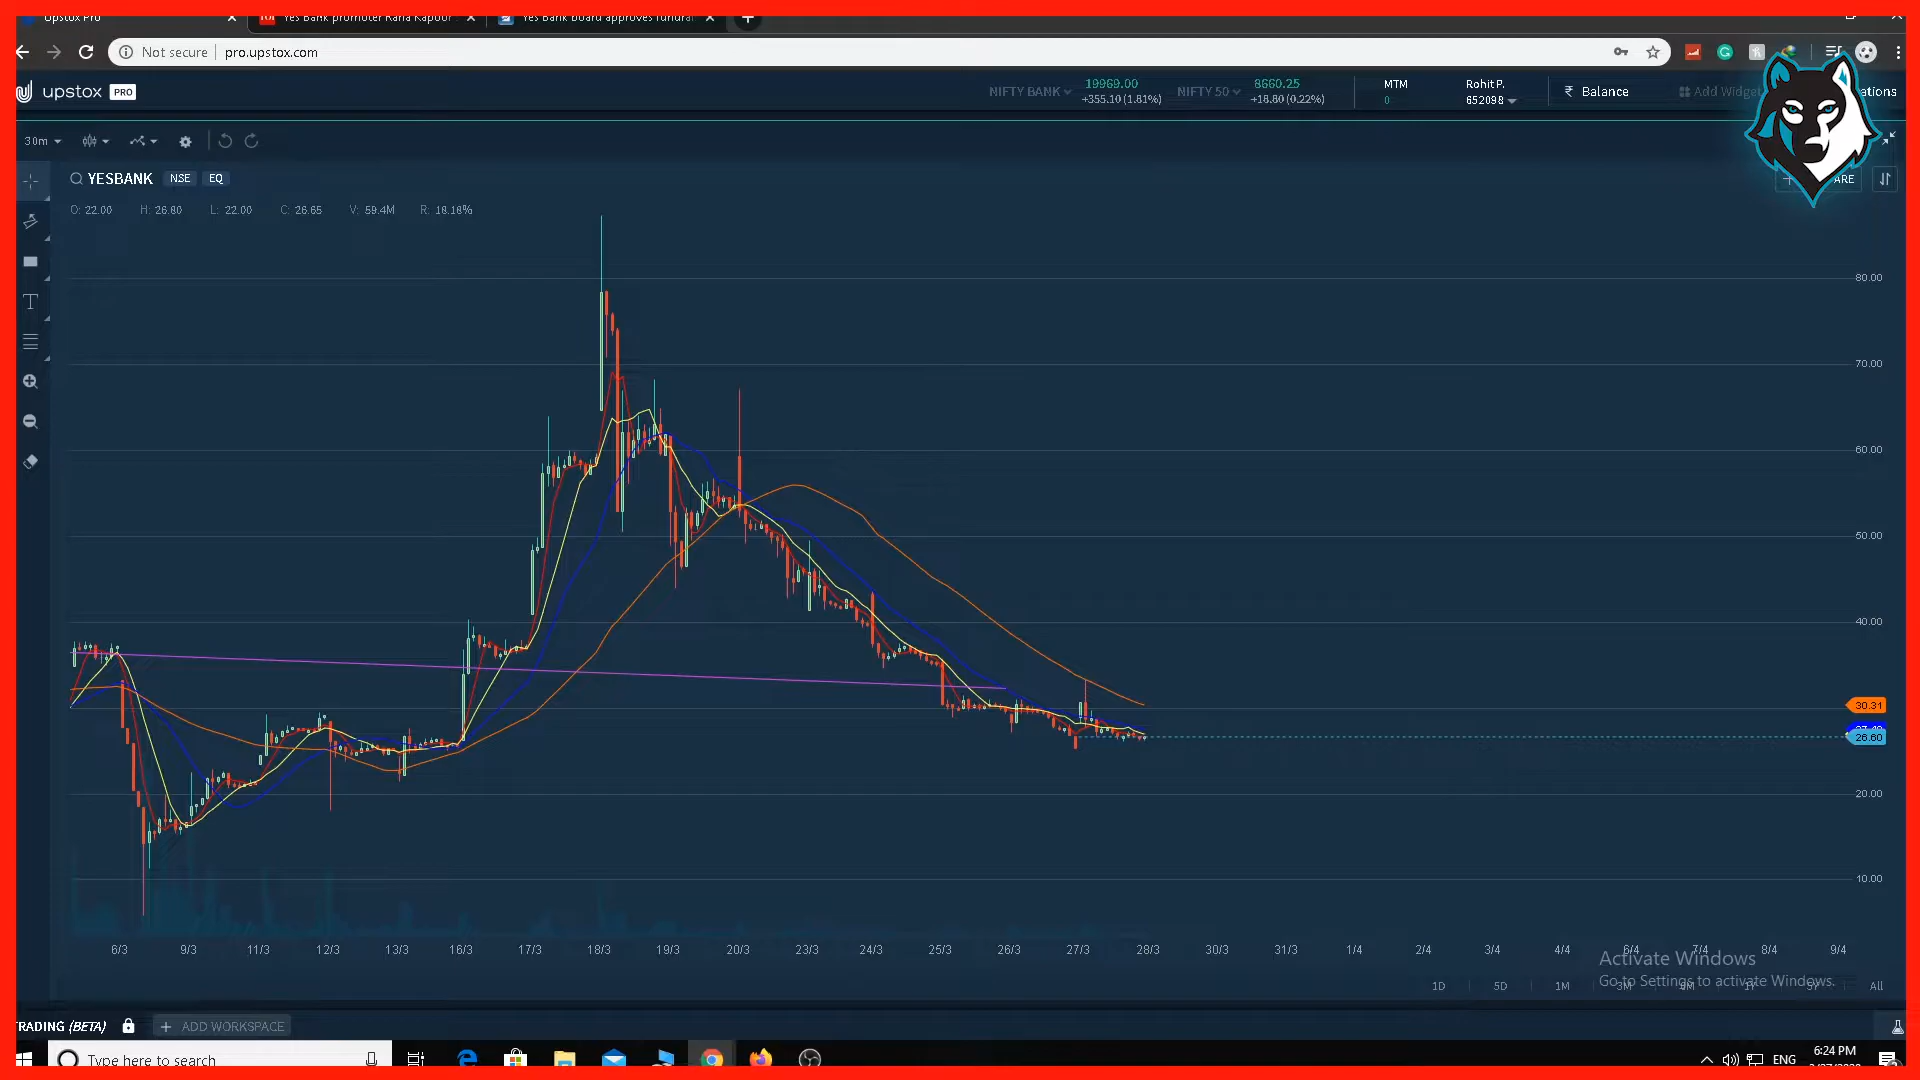 Upstox Pro
Yes Bank promoter Rana Kapoor
Yes Bank board approves fundrai
Not secure pro.upstox.com
upstox PRO
NIFTY BANK 19969.00 +355.10 (1.81%)
NIFTY 50 8660.25 +18.80 (0.22%)
MTM 0
Rohit P. 652098
₹ Balance
Add Widget
ations
30m
YESBANK NSE EQ
ARE
O: 22.00 H: 26.80 L: 22.00 C: 26.65 V: 59.4M R: 18.18%
80.00
70.00
60.00
50.00
40.00
30.31
26.60
20.00
10.00
6/3 9/3 11/3 12/3 13/3 16/3 17/3 18/3 19/3 20/3 23/3 24/3 25/3 26/3 27/3 28/3 30/3 31/3 1/4 2/4 3/4 4/4 6/4 7/4 8/4 9/4
Activate Windows
Go to Settings to activate Windows.
1D 5D 1M 3M 1Y 5Y All
TRADING (BETA) + ADD WORKSPACE
Type here to search
ENG
6:24 PM